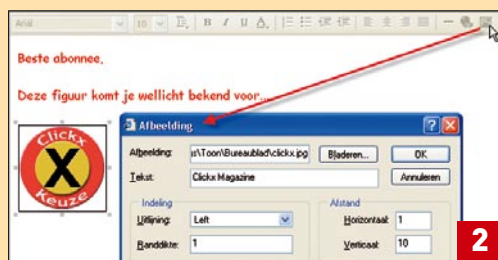 Arial 10 B I U A
Beste abonnee,
Deze figuur komt je wellicht bekend voor...
Clickx
X
Keuze
Afbeelding
Afbeelding: is\Toon\Bureaublad\clickx.jpg Bladeren... OK
Tekst: Clickx Magazine Annuleren
Indeling Afstand
Uitlijning: Left Horizontaal: 1
Randdikte: 1 Verticaal: 10
2